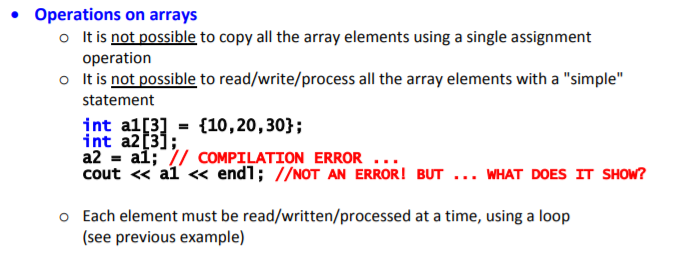 • Operations on arrays
o It is not possible to copy all the array elements using a single assignment
operation
o It is not possible to read/write/process all the array elements with a "simple"
statement
int a1[3] = {10,20,30};
int a2[3];
a2 = a1; // COMPILATION ERROR ...
cout << a1 << endl; //NOT AN ERROR! BUT ... WHAT DOES IT SHOW?
o Each element must be read/written/processed at a time, using a loop
(see previous example)